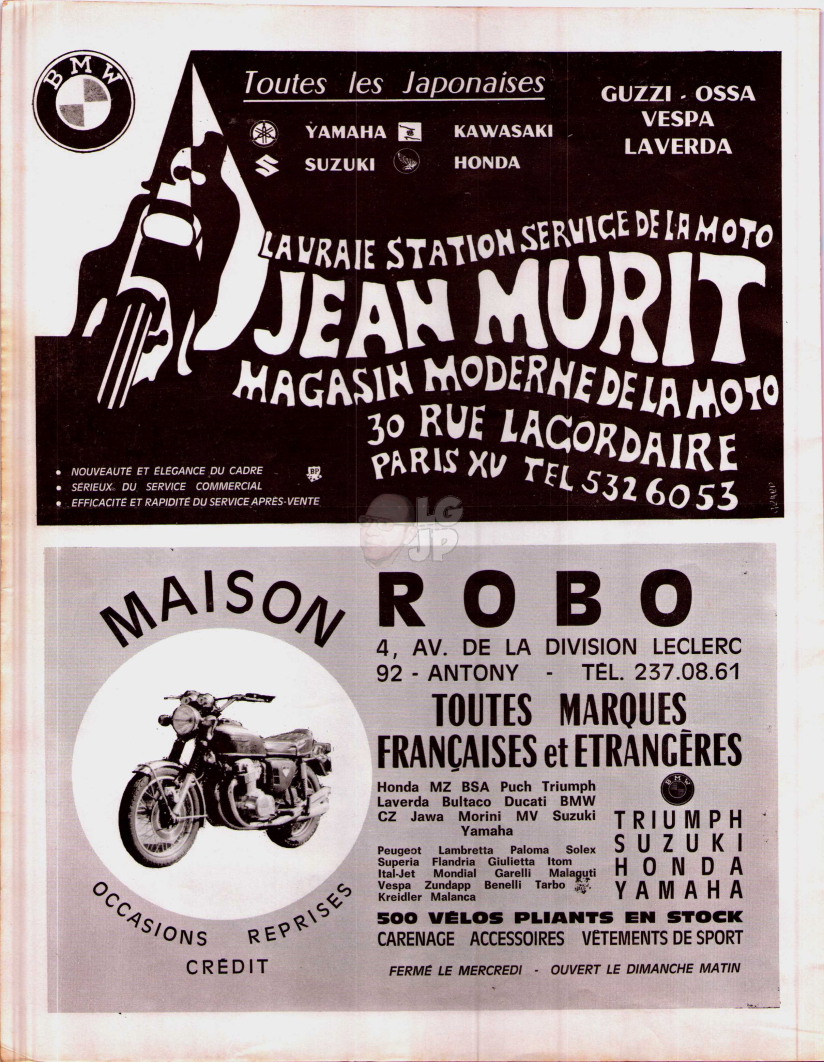 BMW
Toutes les Japonaises
YAMAHA KAWASAKI
SUZUKI HONDA
GUZZI - OSSA
VESPA
LAVERDA
LA VRAIE STATION SERVICE DE LA MOTO
JEAN MURIT
MAGASIN MODERNE DE LA MOTO
30 RUE LACORDAIRE
PARIS XV TEL 532 6053
• NOUVEAUTÉ ET ÉLÉGANCE DU CADRE
• SÉRIEUX DU SERVICE COMMERCIAL
• EFFICACITÉ ET RAPIDITÉ DU SERVICE APRÈS-VENTE
BP
LG
JP
MAISON
OCCASIONS REPRISES
CRÉDIT
ROBO
4, AV. DE LA DIVISION LECLERC
92 - ANTONY - TÉL. 237.08.61
TOUTES MARQUES
FRANÇAISES et ETRANGÈRES
Honda MZ BSA Puch Triumph
Laverda Bultaco Ducati BMW
CZ Jawa Morini MV Suzuki
Yamaha
Peugeot Lambretta Paloma Solex
Superia Flandria Giulietta Itom
Ital-Jet Mondial Garelli Malaguti
Vespa Zundapp Benelli Tarbo
Kreidler Malanca
BMW
TRIUMPH
SUZUKI
HONDA
YAMAHA
500 VÉLOS PLIANTS EN STOCK
CARENAGE ACCESSOIRES VÊTEMENTS DE SPORT
FERMÉ LE MERCREDI - OUVERT LE DIMANCHE MATIN